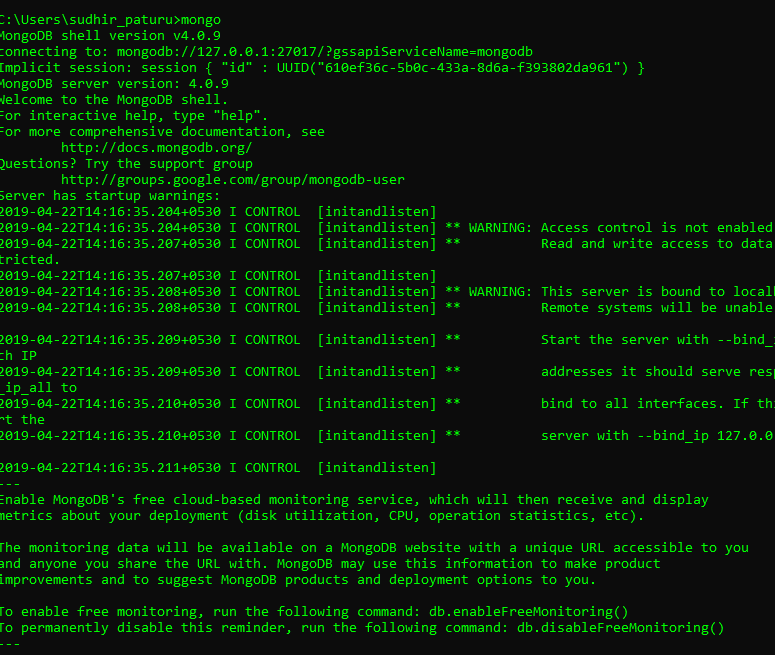 C:\Users\sudhir_paturu>mongo
MongoDB shell version v4.0.9
connecting to: mongodb://127.0.0.1:27017/?gssapiServiceName=mongodb
Implicit session: session { "id" : UUID("610ef36c-5b0c-433a-8d6a-f393802da961") }
MongoDB server version: 4.0.9
Welcome to the MongoDB shell.
For interactive help, type "help".
For more comprehensive documentation, see
        http://docs.mongodb.org/
Questions? Try the support group
        http://groups.google.com/group/mongodb-user
Server has startup warnings:
2019-04-22T14:16:35.204+0530 I CONTROL  [initandlisten]
2019-04-22T14:16:35.204+0530 I CONTROL  [initandlisten] ** WARNING: Access control is not enabled
2019-04-22T14:16:35.207+0530 I CONTROL  [initandlisten] **          Read and write access to data
tricted.
2019-04-22T14:16:35.207+0530 I CONTROL  [initandlisten]
2019-04-22T14:16:35.208+0530 I CONTROL  [initandlisten] ** WARNING: This server is bound to local
2019-04-22T14:16:35.208+0530 I CONTROL  [initandlisten] **          Remote systems will be unable
2019-04-22T14:16:35.209+0530 I CONTROL  [initandlisten] **          Start the server with --bind_
ch IP
2019-04-22T14:16:35.209+0530 I CONTROL  [initandlisten] **          addresses it should serve resp
_ip_all to
2019-04-22T14:16:35.210+0530 I CONTROL  [initandlisten] **          bind to all interfaces. If thi
rt the
2019-04-22T14:16:35.210+0530 I CONTROL  [initandlisten] **          server with --bind_ip 127.0.0
2019-04-22T14:16:35.211+0530 I CONTROL  [initandlisten]
---
Enable MongoDB's free cloud-based monitoring service, which will then receive and display
metrics about your deployment (disk utilization, CPU, operation statistics, etc).
The monitoring data will be available on a MongoDB website with a unique URL accessible to you
and anyone you share the URL with. MongoDB may use this information to make product
improvements and to suggest MongoDB products and deployment options to you.
To enable free monitoring, run the following command: db.enableFreeMonitoring()
To permanently disable this reminder, run the following command: db.disableFreeMonitoring()
---